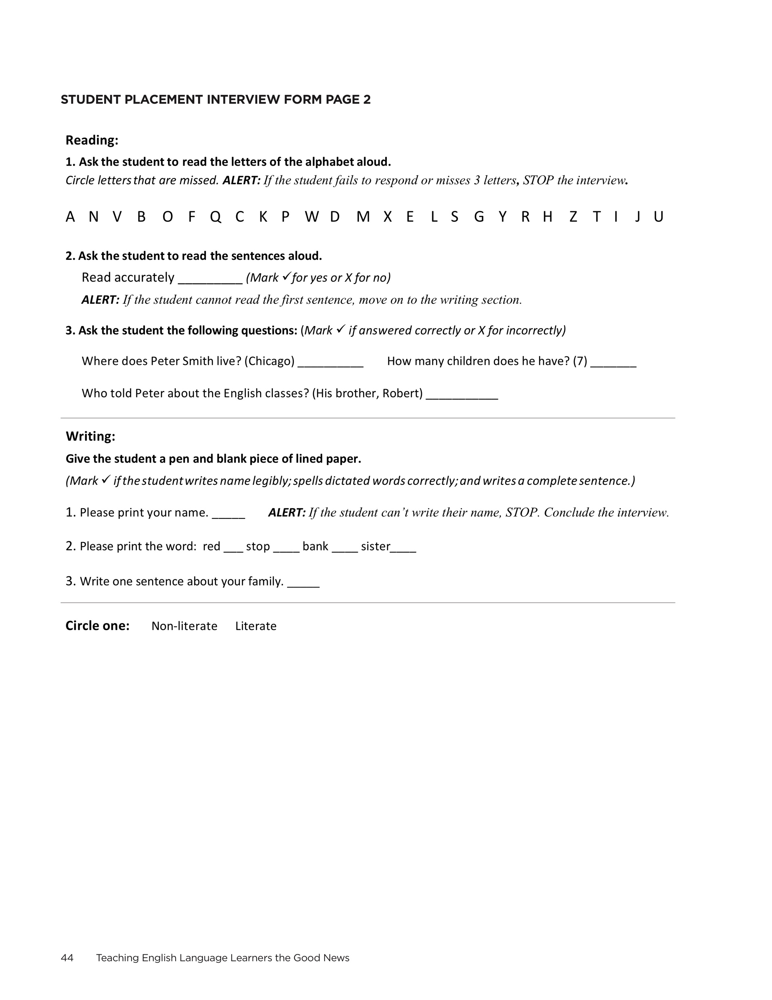 STUDENT PLACEMENT INTERVIEW FORM PAGE 2
Reading:
1. Ask the student to read the letters of the alphabet aloud.
Circle letters that are missed. ALERT: If the student fails to respond or misses 3 letters, STOP the interview.
A N V B O F Q C K P W D M X E L S G Y R H Z T I J U
2. Ask the student to read the sentences aloud.
Read accurately _________ (Mark ✓for yes or X for no)
ALERT: If the student cannot read the first sentence, move on to the writing section.
3. Ask the student the following questions: (Mark ✓ if answered correctly or X for incorrectly)
Where does Peter Smith live? (Chicago) __________ How many children does he have? (7) _______
Who told Peter about the English classes? (His brother, Robert) ___________
Writing:
Give the student a pen and blank piece of lined paper.
(Mark ✓ if the student writes name legibly; spells dictated words correctly; and writes a complete sentence.)
1. Please print your name. _____ ALERT: If the student can’t write their name, STOP. Conclude the interview.
2. Please print the word: red ___ stop ____ bank ____ sister____
3. Write one sentence about your family. _____
Circle one: Non-literate Literate
44 Teaching English Language Learners the Good News